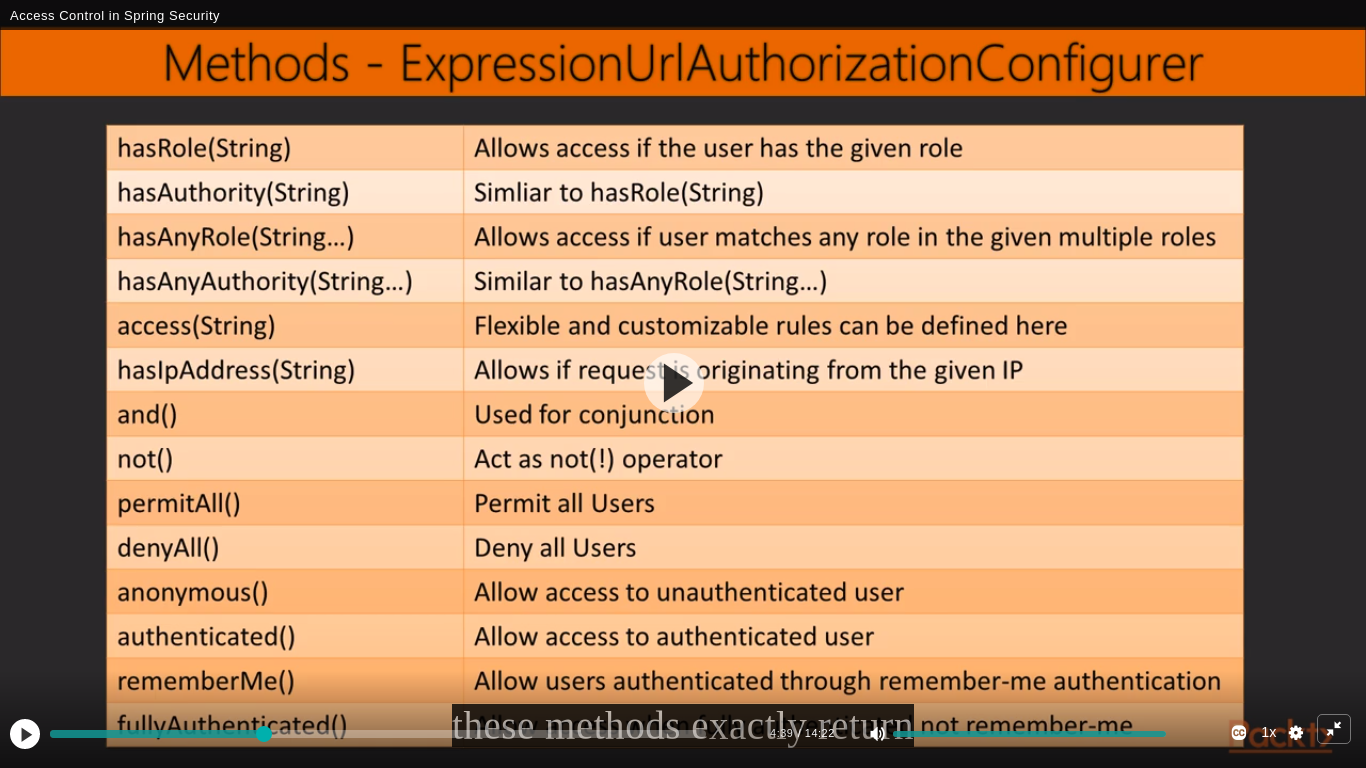 Access Control in Spring Security
Methods - ExpressionUrlAuthorizationConfigurer
hasRole(String) Allows access if the user has the given role
hasAuthority(String) Simliar to hasRole(String)
hasAnyRole(String...) Allows access if user matches any role in the given multiple roles
hasAnyAuthority(String...) Similar to hasAnyRole(String...)
access(String) Flexible and customizable rules can be defined here
hasIpAddress(String) Allows if request is originating from the given IP
and() Used for conjunction
not() Act as not(!) operator
permitAll() Permit all Users
denyAll() Deny all Users
anonymous() Allow access to unauthenticated user
authenticated() Allow access to authenticated user
rememberMe() Allow users authenticated through remember-me authentication
fullyAuthenticated() not remember-me
these methods exactly return
4:39 / 14:22
CC 1x
Packt>